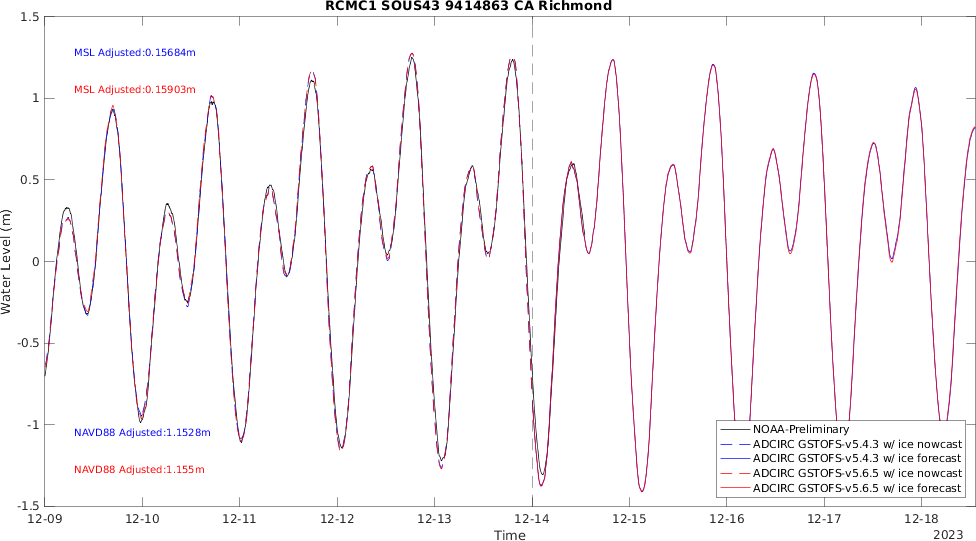 RCMC1 SOUS43 9414863 CA Richmond
1.5
MSL Adjusted:0.15684m
MSL Adjusted:0.15903m
1
0.5
0
-0.5
-1
-1.5
Water Level (m)
NAVD88 Adjusted:1.1528m
NAVD88 Adjusted:1.155m
NOAA-Preliminary
ADCIRC GSTOFS-v5.4.3 w/ ice nowcast
ADCIRC GSTOFS-v5.4.3 w/ ice forecast
ADCIRC GSTOFS-v5.6.5 w/ ice nowcast
ADCIRC GSTOFS-v5.6.5 w/ ice forecast
12-09 12-10 12-11 12-12 12-13 12-14 12-15 12-16 12-17 12-18
Time
2023